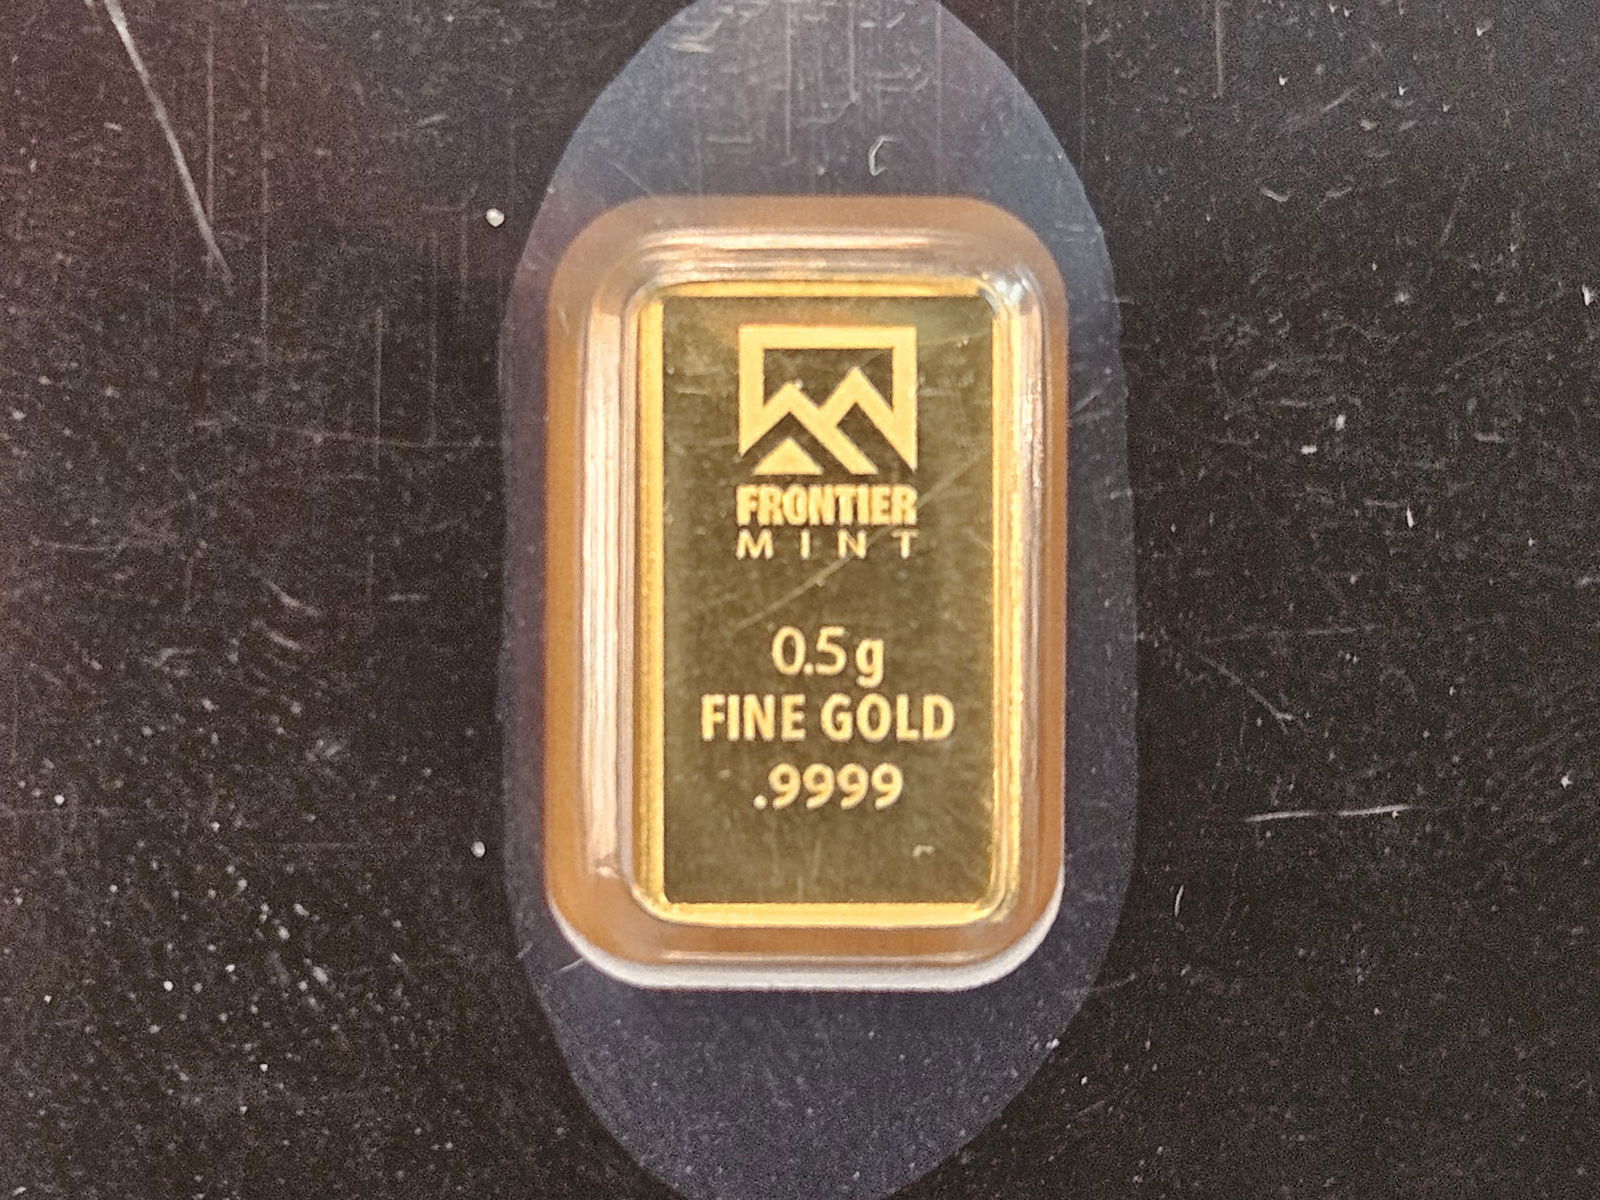 FRONTIER
MINT
0.5g
FINE GOLD
.9999